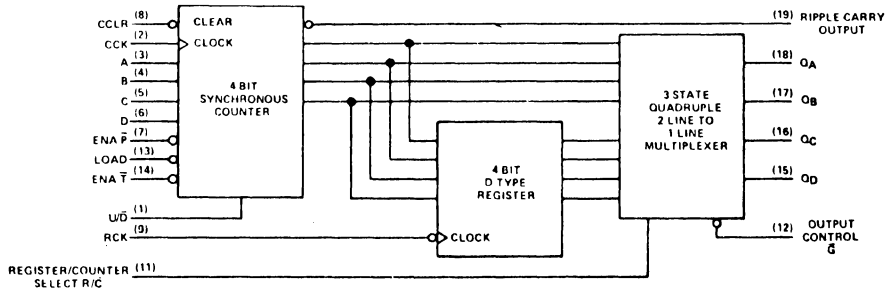 CCLR (8)
CCK (2)
A (3)
B (4)
C (5)
D (6)
ENA P̅ (7)
LOAD (13)
ENA T̅ (14)
U/D̅ (1)
RCK (9)
REGISTER/COUNTER (11)
SELECT R/C̅
CLEAR
CLOCK
4 BIT
SYNCHRONOUS
COUNTER
4 BIT
D TYPE
REGISTER
CLOCK
3 STATE
QUADRUPLE
2 LINE TO
1 LINE
MULTIPLEXER
(19) RIPPLE CARRY
OUTPUT
(18) QA
(17) QB
(16) QC
(15) QD
(12) OUTPUT
CONTROL
G̅